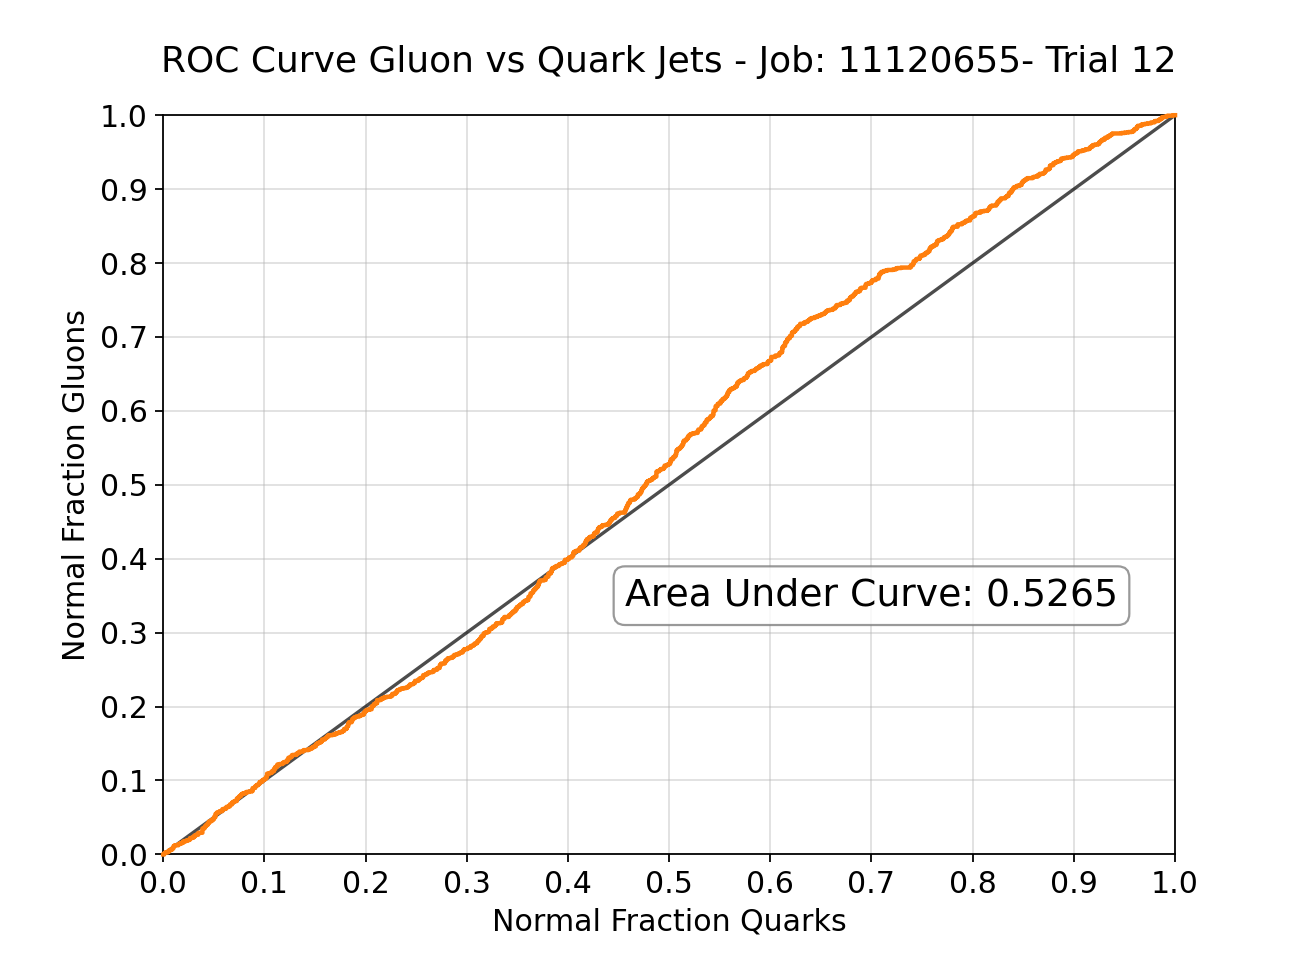 ROC Curve Gluon vs Quark Jets - Job: 11120655- Trial 12
1.0
0.9
0.8
0.7
0.6
0.5
0.4
0.3
0.2
0.1
0.0
Normal Fraction Gluons
Area Under Curve: 0.5265
0.0 0.1 0.2 0.3 0.4 0.5 0.6 0.7 0.8 0.9 1.0
Normal Fraction Quarks